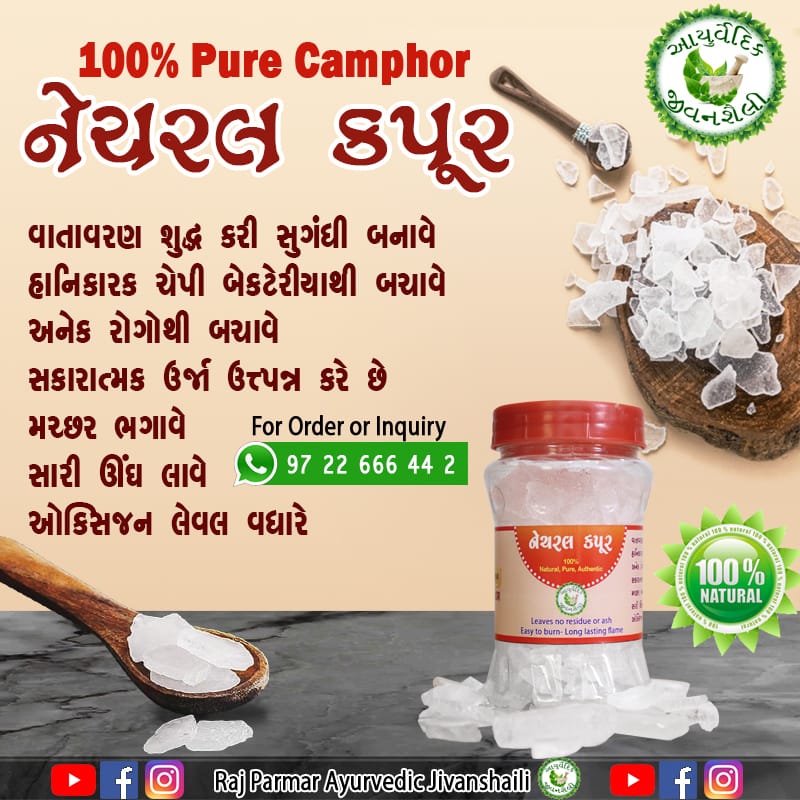 100% Pure Camphor
આયુર્વેદિક
જીવનશૈલી
નેચરલ કપૂર
વાતાવરણ શુદ્ધ કરી સુગંધી બનાવે
હાનિકારક ચેપી બેકટેરીયાથી બચાવે
અનેક રોગોથી બચાવે
સકારાત્મક ઉર્જા ઉત્ત્પન્ન કરે છે
મચ્છર ભગાવે
For Order or Inquiry
97 22 666 44 2
સારી ઊંઘ લાવે
ઓક્સિજન લેવલ વધારે
નેચરલ કપૂર
100%
Natural, Pure, Authentic
Leaves no residue or ash
Easy to burn- Long lasting flame
100%
NATURAL
Raj Parmar Ayurvedic Jivanshaili